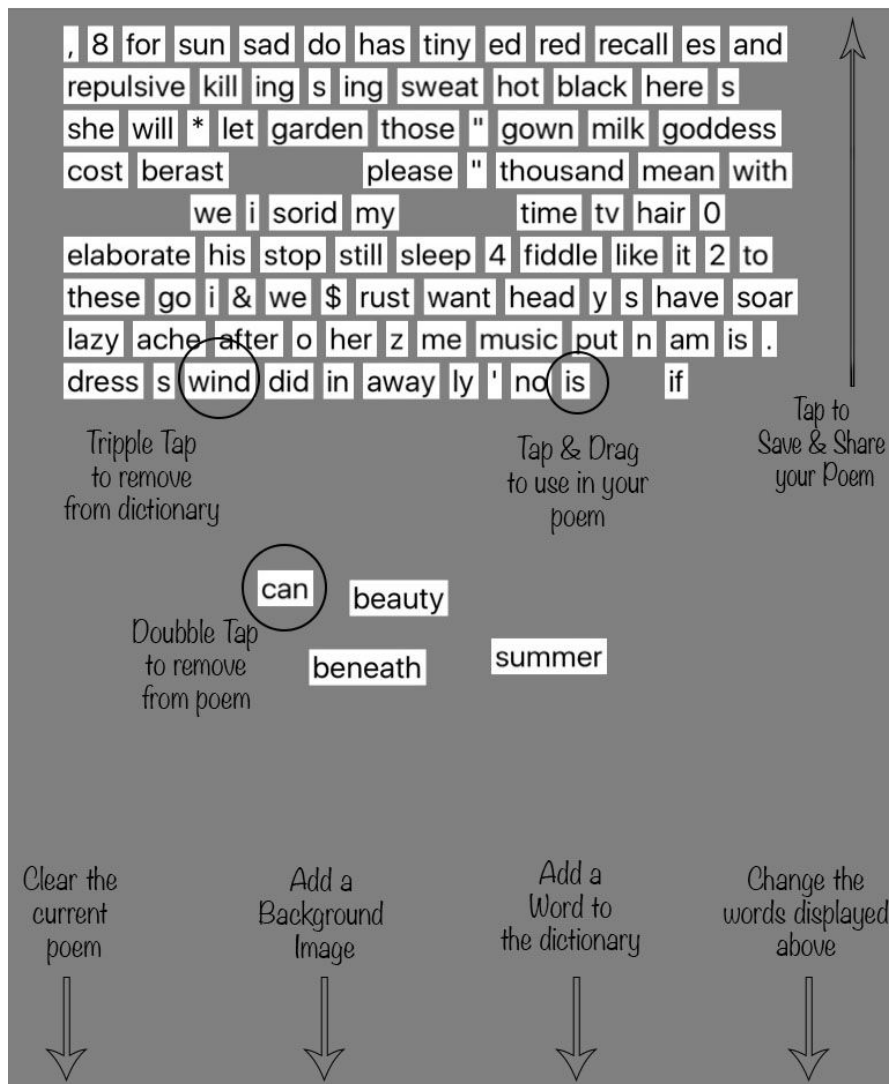 , 8 for sun sad do has tiny ed red recall es and
repulsive kill ing s ing sweat hot black here s
she will * let garden those " gown milk goddess
cost berast please " thousand mean with
we i sorid my time tv hair 0
elaborate his stop still sleep 4 fiddle like it 2 to
these go i & we $ rust want head y s have soar
lazy ache after o her z me music put n am is .
dress s wind did in away ly ' no is if
Tripple Tap
to remove
from dictionary
Tap & Drag
to use in your
poem
Tap to
Save & Share
your Poem
can beauty
beneath summer
Doubble Tap
to remove
from poem
Clear the
current
poem
Add a
Background
Image
Add a
Word to
the dictionary
Change the
words displayed
above